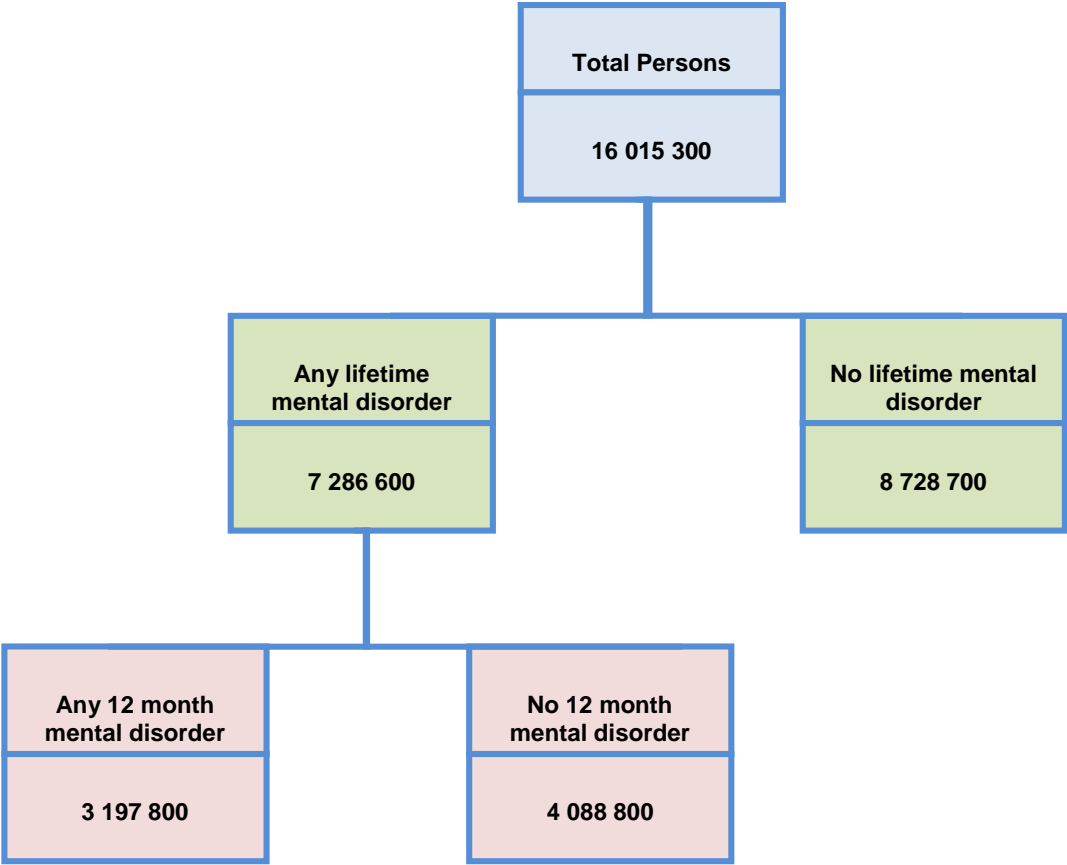 Total Persons
16 015 300
Any lifetime
mental disorder
7 286 600
No lifetime mental
disorder
8 728 700
Any 12 month
mental disorder
3 197 800
No 12 month
mental disorder
4 088 800